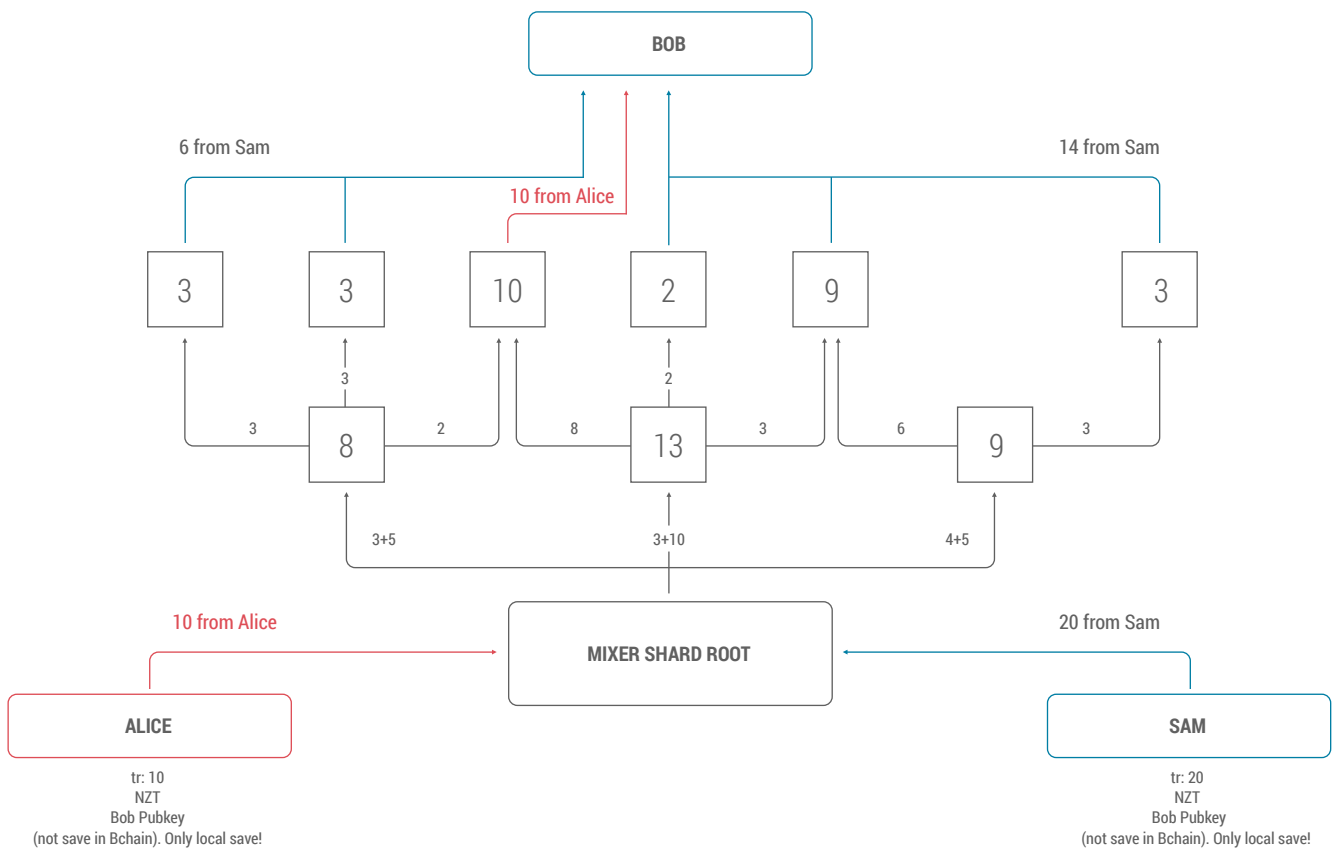 BOB
6 from Sam
14 from Sam
10 from Alice
3
3
10
2
9
3
3
2
3
2
8
3
6
3
8
13
9
3+5
3+10
4+5
10 from Alice
20 from Sam
MIXER SHARD ROOT
ALICE
SAM
tr: 10
NZT
Bob Pubkey
(not save in Bchain). Only local save!
tr: 20
NZT
Bob Pubkey
(not save in Bchain). Only local save!